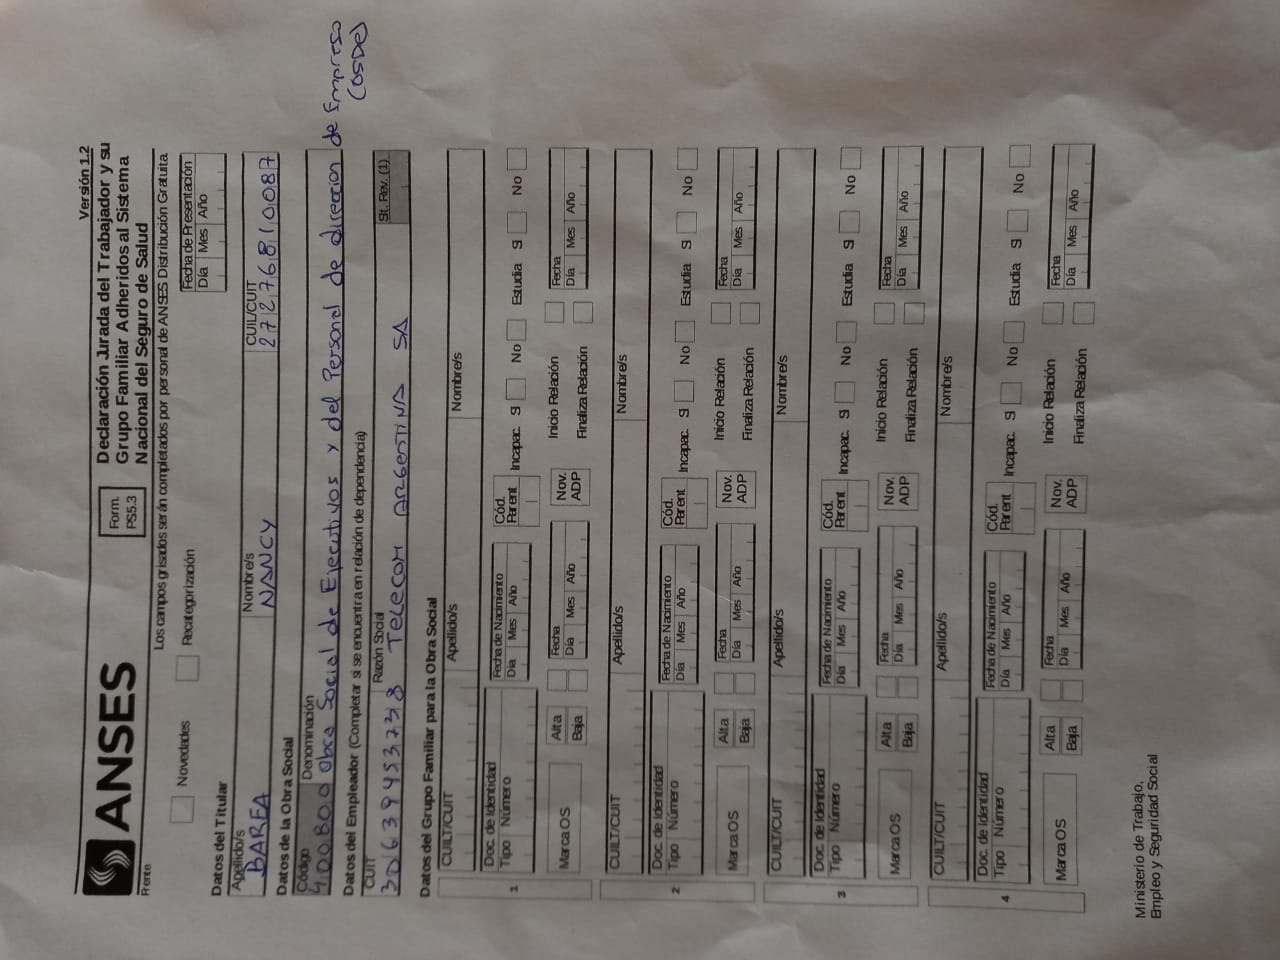 Versión 1.2
ANSES
Frente
Form.
PS5.3
Declaración Jurada del Trabajador y su
Grupo Familiar Adheridos al Sistema
Nacional del Seguro de Salud
Los campos grisados serán completados por personal de ANSES Distribución Gratuita
Novedades Recategorización
Fecha de Presentación
Día Mes Año
Datos del Titular
Apellido/s Nombre/s CUIL/CUIT
BAREA NANCY 27276810087
Datos de la Obra Social
Código Denominación
400800 Obra Social de Ejecutivos y del Personal de direccion de Empresa
(OSDE)
Datos del Empleador (Completar si se encuentra en relación de dependencia)
CUIT Razón Social St. Rev. (1)
30639453738 TELECOM ARGENTINA SA
Datos del Grupo Familiar para la Obra Social
1
CUILT/CUIT Apellido/s Nombre/s
Doc. de Identidad Fecha de Nacimiento Cód. Parent Incapac. SI No Estudia SI No
Tipo Número Día Mes Año
Marca OS Alta Fecha Nov. Inicio Relación Fecha
Baja Día Mes Año ADP Finaliza Relación Día Mes Año
2
CUILT/CUIT Apellido/s Nombre/s
Doc. de Identidad Fecha de Nacimiento Cód. Parent Incapac. SI No Estudia SI No
Tipo Número Día Mes Año
Marca OS Alta Fecha Nov. Inicio Relación Fecha
Baja Día Mes Año ADP Finaliza Relación Día Mes Año
3
CUILT/CUIT Apellido/s Nombre/s
Doc. de Identidad Fecha de Nacimiento Cód. Parent Incapac. SI No Estudia SI No
Tipo Número Día Mes Año
Marca OS Alta Fecha Nov. Inicio Relación Fecha
Baja Día Mes Año ADP Finaliza Relación Día Mes Año
4
CUILT/CUIT Apellido/s Nombre/s
Doc. de Identidad Fecha de Nacimiento Cód. Parent Incapac. SI No Estudia SI No
Tipo Número Día Mes Año
Marca OS Alta Fecha Nov. Inicio Relación Fecha
Baja Día Mes Año ADP Finaliza Relación Día Mes Año
Ministerio de Trabajo,
Empleo y Seguridad Social